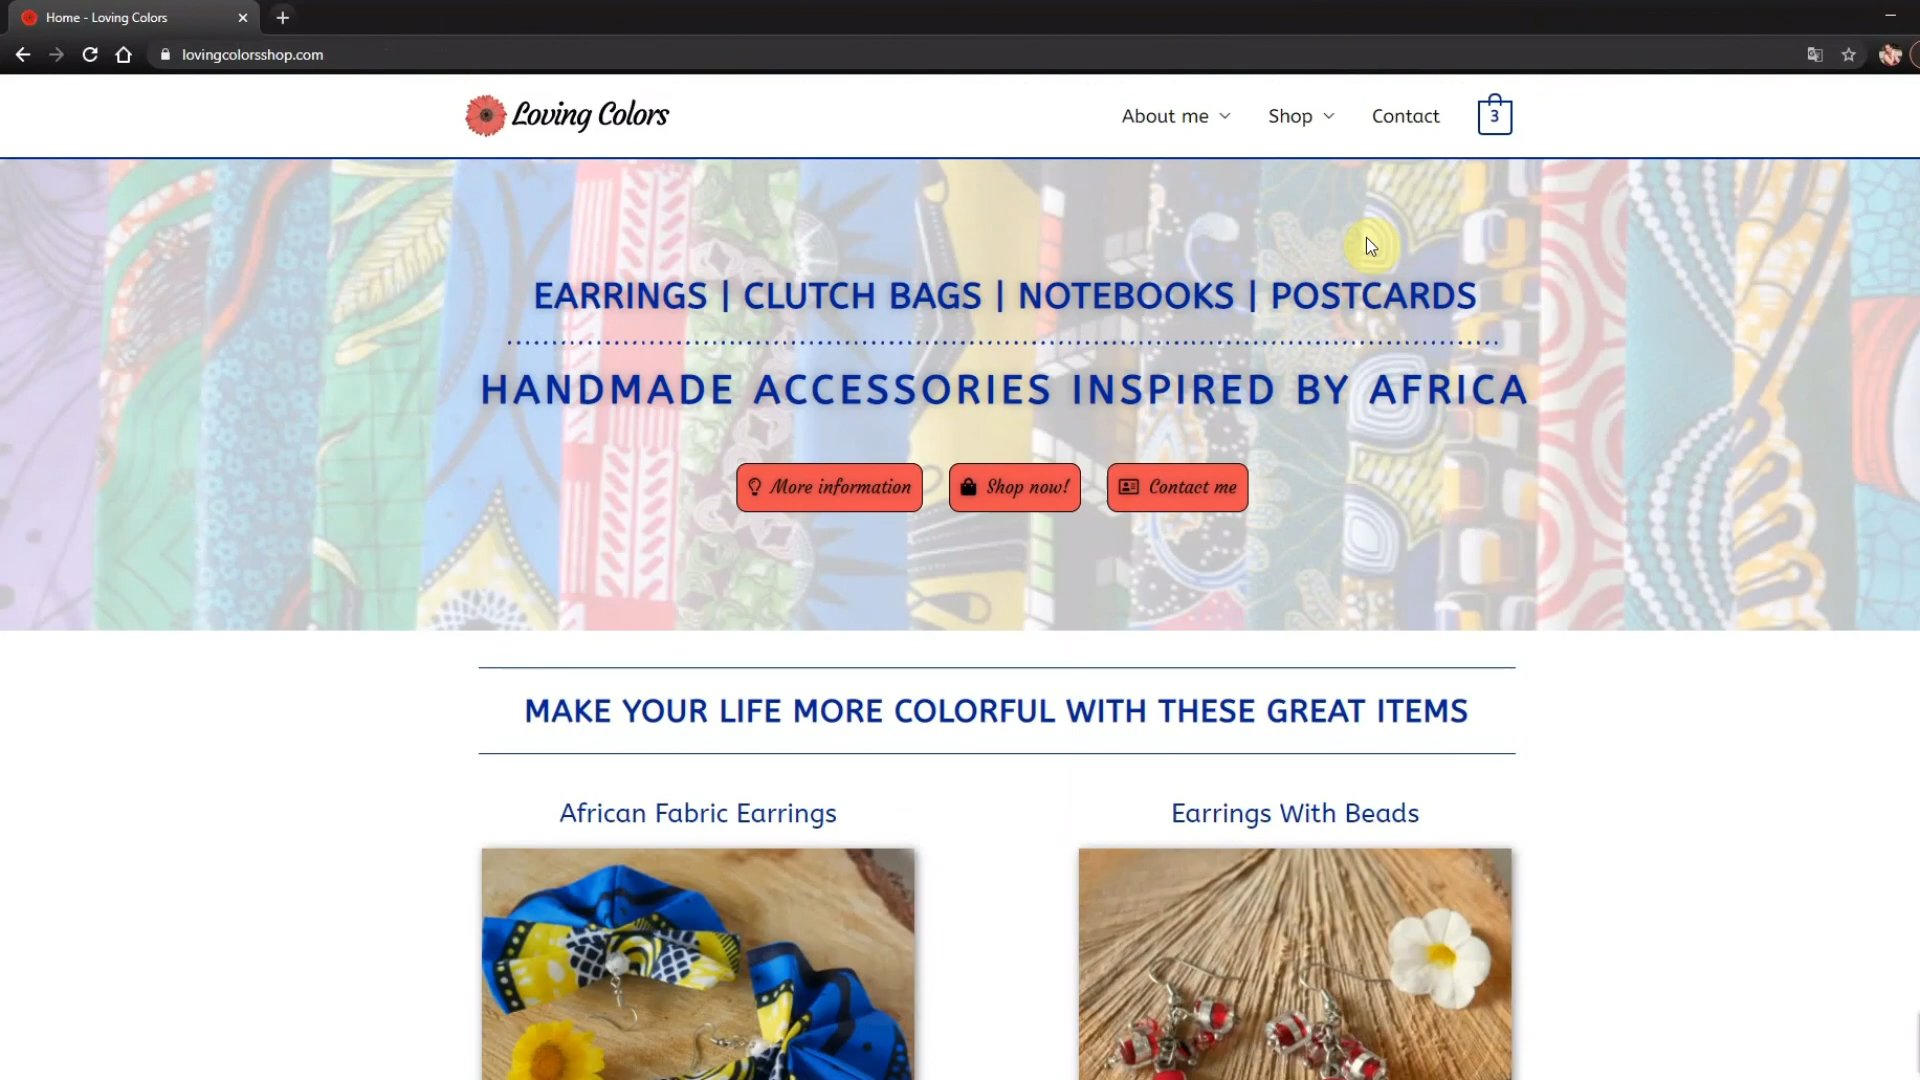 Home - Loving Colors
lovingcolorsshop.com
Loving Colors
About me
Shop
Contact
3
EARRINGS | CLUTCH BAGS | NOTEBOOKS | POSTCARDS
HANDMADE ACCESSORIES INSPIRED BY AFRICA
More information
Shop now!
Contact me
MAKE YOUR LIFE MORE COLORFUL WITH THESE GREAT ITEMS
African Fabric Earrings
Earrings With Beads